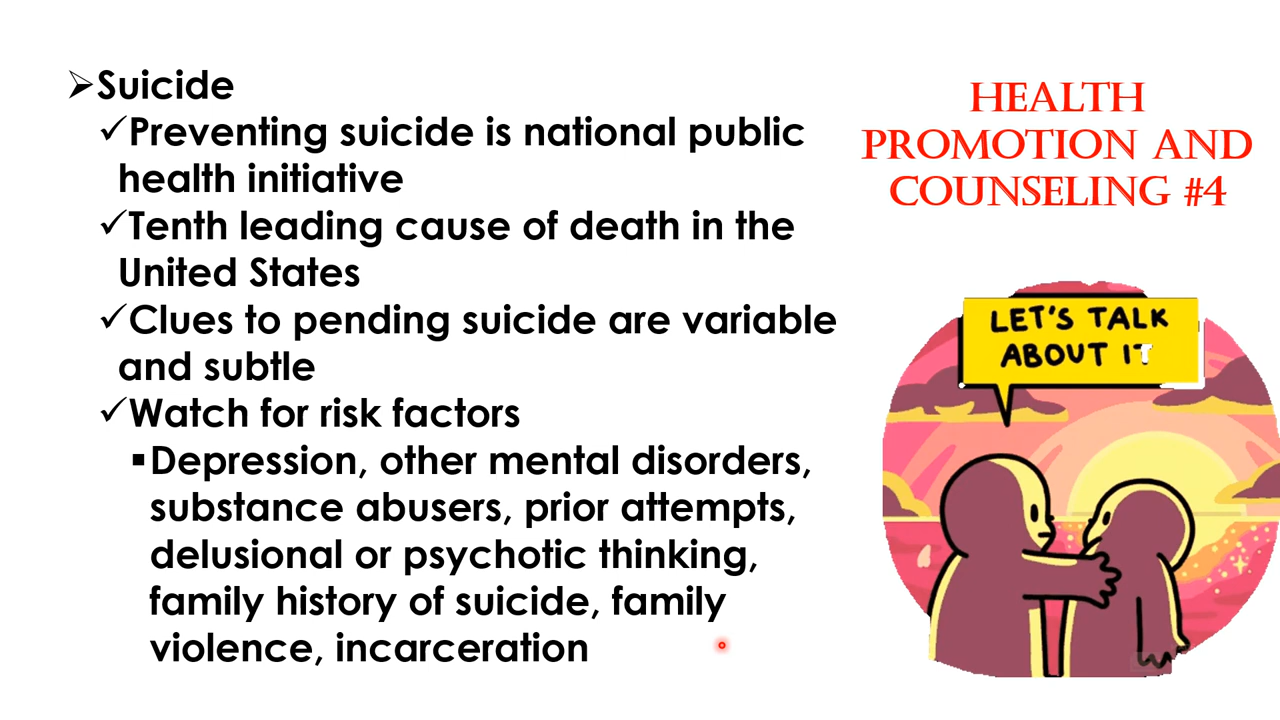 Suicide
Preventing suicide is national public
health initiative
Tenth leading cause of death in the
United States
Clues to pending suicide are variable
and subtle
Watch for risk factors
Depression, other mental disorders,
substance abusers, prior attempts,
delusional or psychotic thinking,
family history of suicide, family
violence, incarceration
HEALTH
PROMOTION AND
COUNSELING #4
LET'S TALK
ABOUT IT